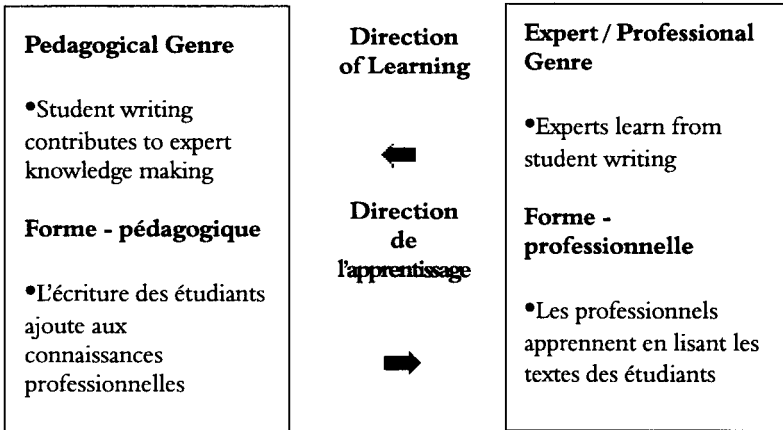 Pedagogical Genre
•Student writing
contributes to expert
knowledge making
Forme - pédagogique
•L'écriture des étudiants
ajoute aux
connaissances
professionnelles
Direction
of Learning
Direction
de
l'apprentissage
Expert / Professional
Genre
•Experts learn from
student writing
Forme -
professionnelle
•Les professionnels
apprennent en lisant les
textes des étudiants